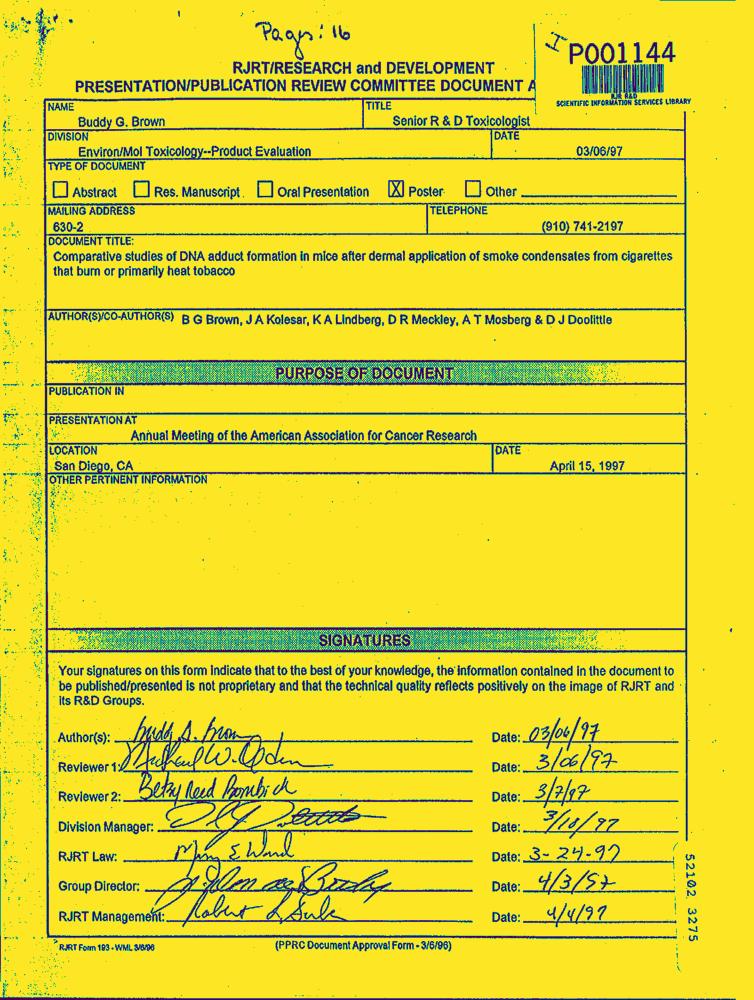 Pages: 16
P001144
RJR R&D
SCIENTIFIC INFORMATION SERVICES LIBRARY
RJRT/RESEARCH and DEVELOPMENT
PRESENTATION/PUBLICATION REVIEW COMMITTEE DOCUMENT A
NAME TITLE
Buddy G. Brown Senior R & D Toxicologist
DIVISION DATE
Environ/Mol Toxicology--Product Evaluation 03/06/97
TYPE OF DOCUMENT
Abstract Res. Manuscript Oral Presentation X Poster Other
MAILING ADDRESS TELEPHONE
630-2 (910) 741-2197
DOCUMENT TITLE:
Comparative studies of DNA adduct formation in mice after dermal application of smoke condensates from cigarettes
that burn or primarily heat tobacco
AUTHOR(S)/CO-AUTHOR(S) B G Brown, J A Kolesar, K A Lindberg, D R Meckley, A T Mosberg & D J Doolittle
PURPOSE OF DOCUMENT
PUBLICATION IN
PRESENTATION AT
Annual Meeting of the American Association for Cancer Research
LOCATION DATE
San Diego, CA April 15, 1997
OTHER PERTINENT INFORMATION
SIGNATURES
Your signatures on this form indicate that to the best of your knowledge, the information contained in the document to
be published/presented is not proprietary and that the technical quality reflects positively on the image of RJRT and
its R&D Groups.
Author(s): Buddy G. Brown Date: 03/06/97
Reviewer 1: Michael W. Ogden Date: 3/06/97
Reviewer 2: Betsy Reed Bombick Date: 3/7/97
Division Manager: Date: 3/10/97
RJRT Law: Mary E Ward Date: 3-24-97
Group Director: Date: 4/3/97
RJRT Management: Robert Date: 4/4/97
RJRT Form 193 - WML 3/6/96 (PPRC Document Approval Form - 3/6/96)
52102 3275